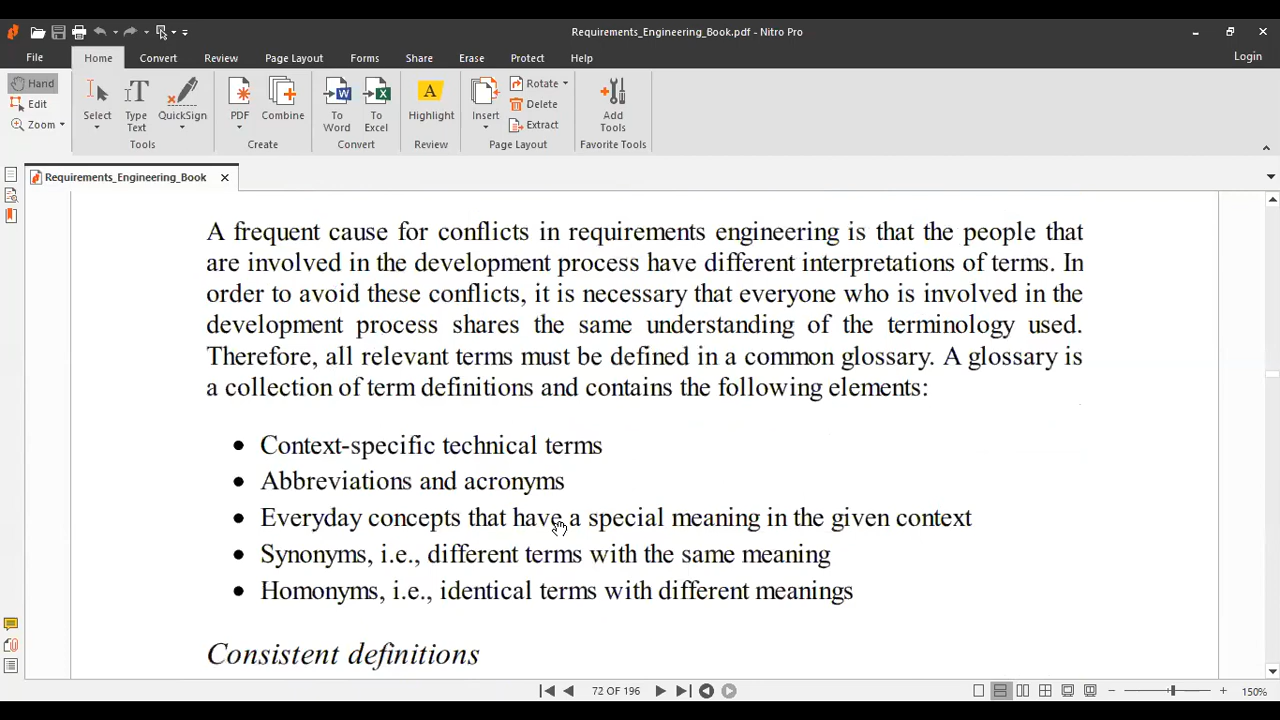 Requirements_Engineering_Book.pdf - Nitro Pro
File Home Convert Review Page Layout Forms Share Erase Protect Help Login
Hand
Edit
Zoom
Select
Type Text
QuickSign
Tools
PDF
Combine
Create
To Word
To Excel
Convert
A
Highlight
Review
Insert
Rotate
Delete
Extract
Page Layout
Add Tools
Favorite Tools
Requirements_Engineering_Book
A frequent cause for conflicts in requirements engineering is that the people that
are involved in the development process have different interpretations of terms. In
order to avoid these conflicts, it is necessary that everyone who is involved in the
development process shares the same understanding of the terminology used.
Therefore, all relevant terms must be defined in a common glossary. A glossary is
a collection of term definitions and contains the following elements:
• Context-specific technical terms
• Abbreviations and acronyms
• Everyday concepts that have a special meaning in the given context
• Synonyms, i.e., different terms with the same meaning
• Homonyms, i.e., identical terms with different meanings
Consistent definitions
72 OF 196
150%